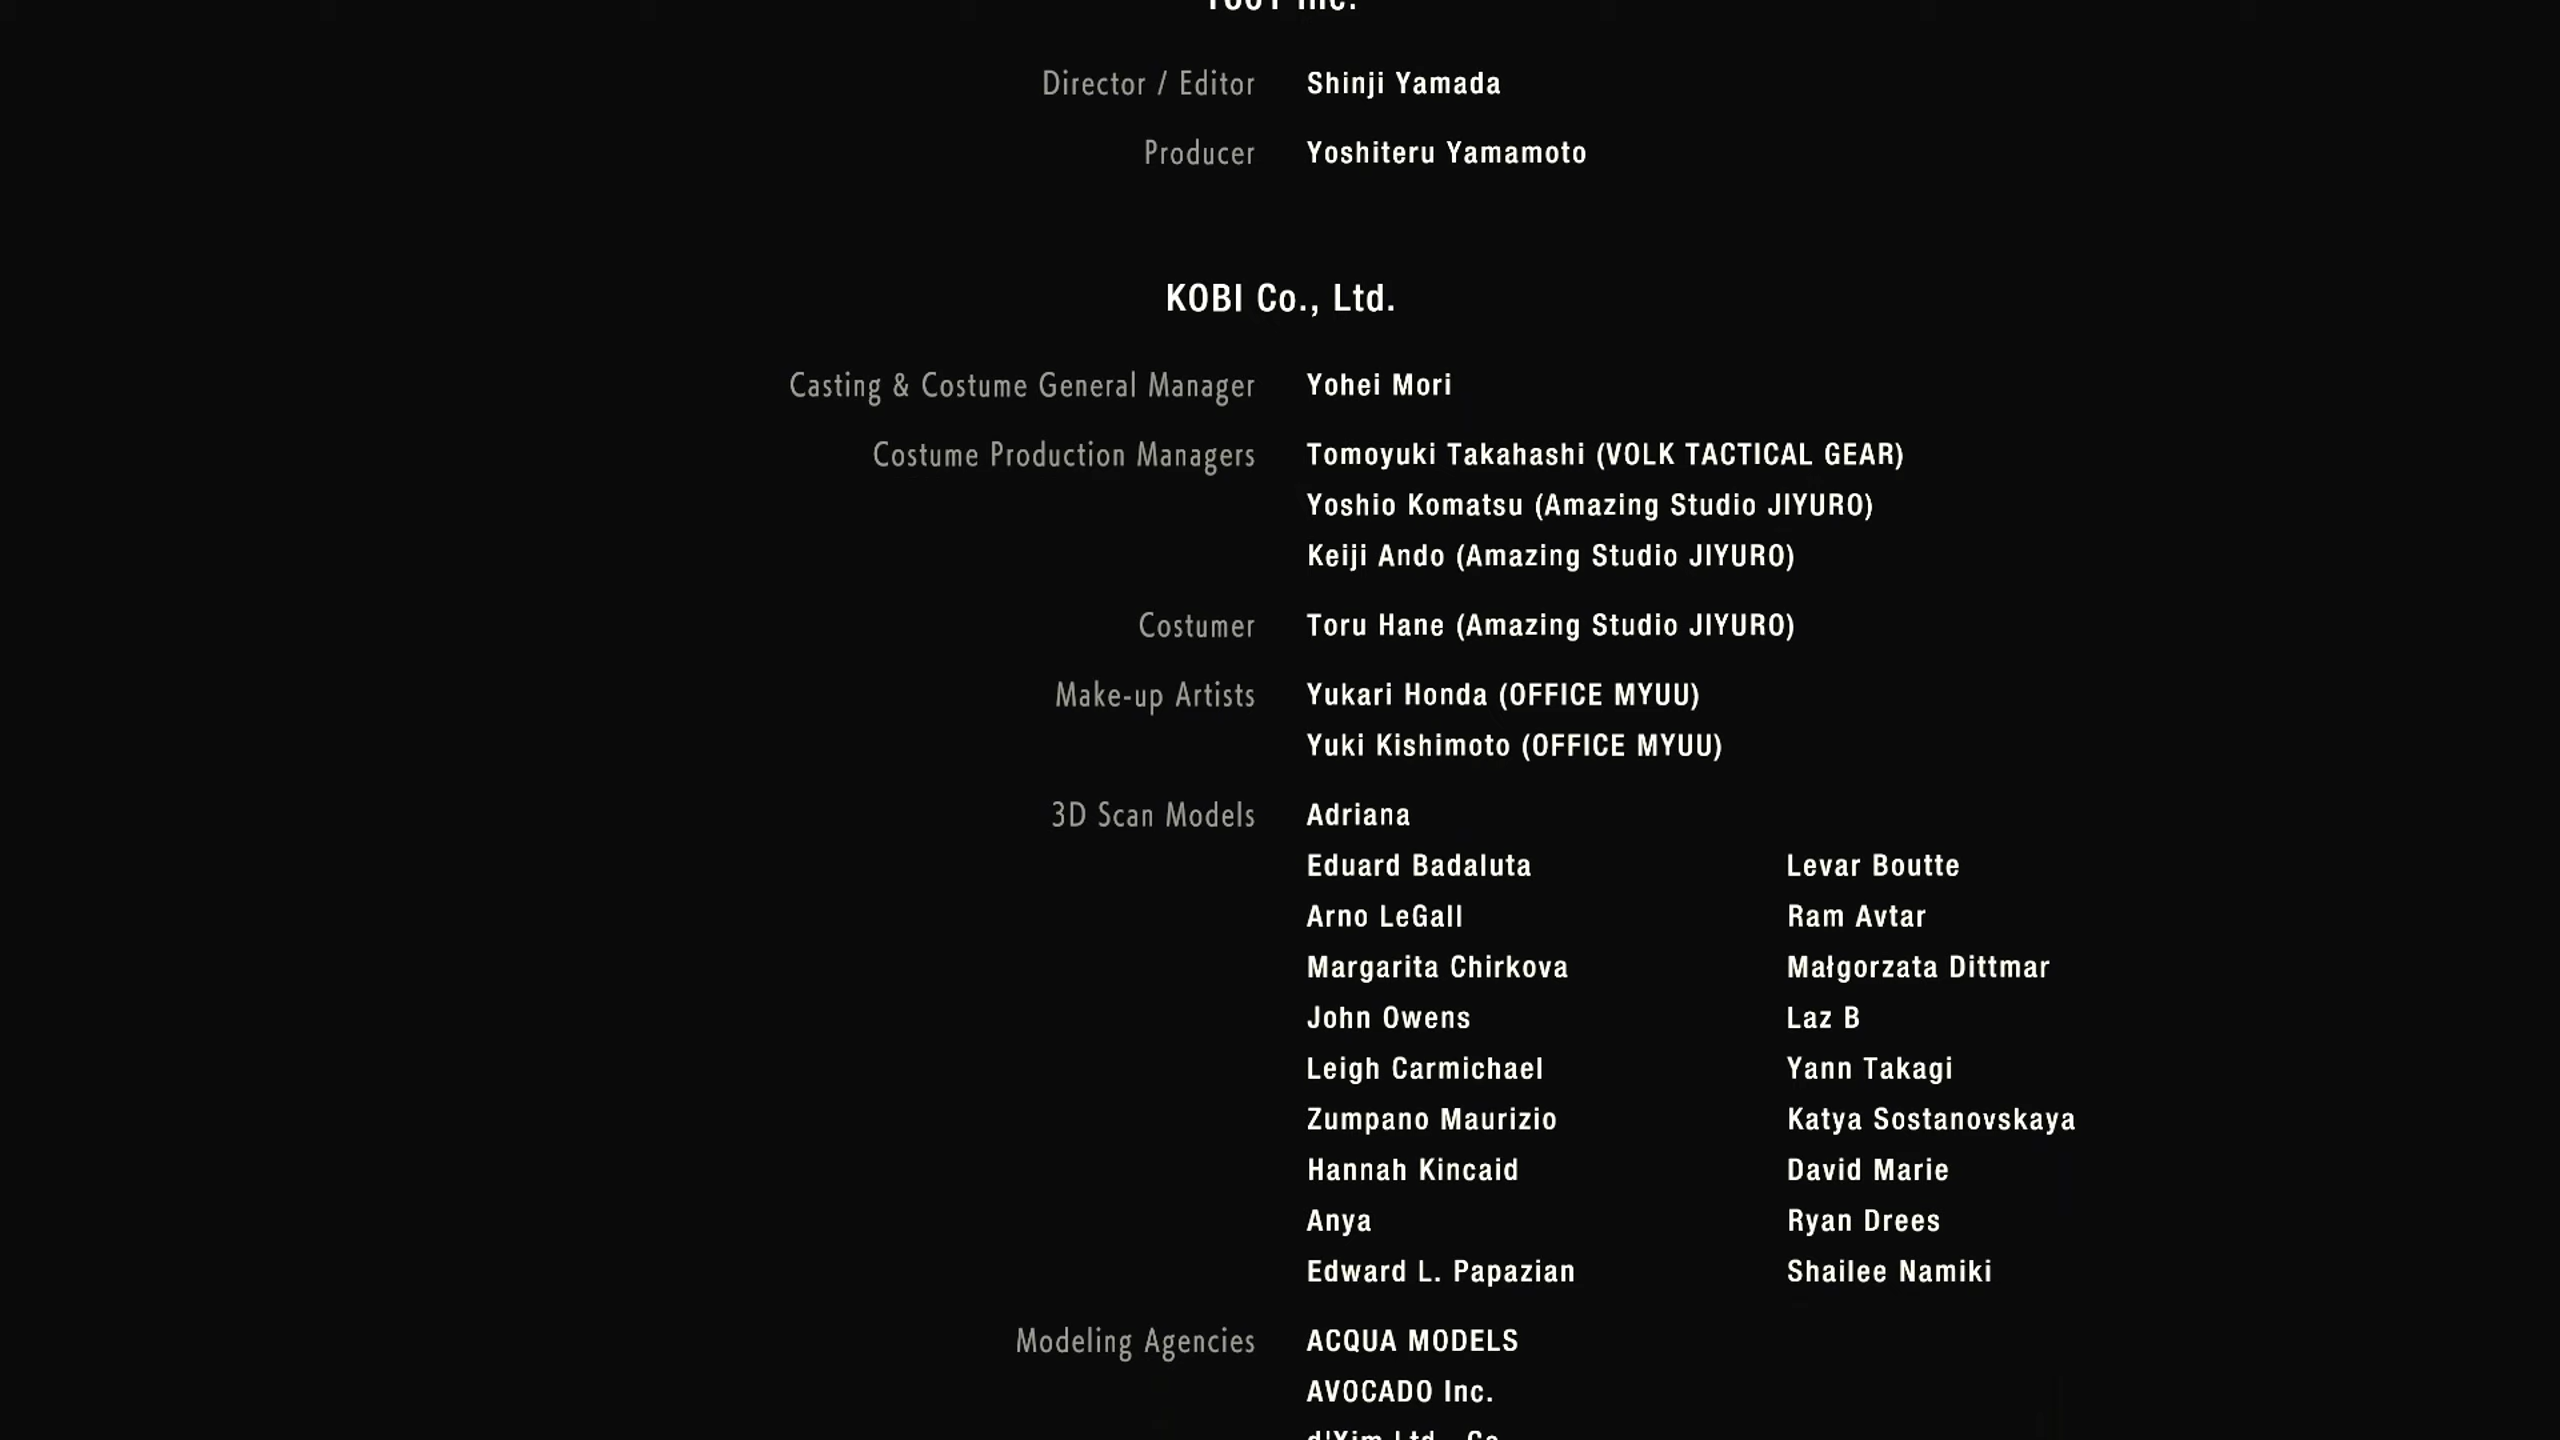 Inc.
Director / Editor Shinji Yamada
Producer Yoshiteru Yamamoto
KOBI Co., Ltd.
Casting & Costume General Manager Yohei Mori
Costume Production Managers Tomoyuki Takahashi (VOLK TACTICAL GEAR)
Yoshio Komatsu (Amazing Studio JIYURO)
Keiji Ando (Amazing Studio JIYURO)
Costumer Toru Hane (Amazing Studio JIYURO)
Make-up Artists Yukari Honda (OFFICE MYUU)
Yuki Kishimoto (OFFICE MYUU)
3D Scan Models Adriana
Eduard Badaluta Levar Boutte
Arno LeGall Ram Avtar
Margarita Chirkova Małgorzata Dittmar
John Owens Laz B
Leigh Carmichael Yann Takagi
Zumpano Maurizio Katya Sostanovskaya
Hannah Kincaid David Marie
Anya Ryan Drees
Edward L. Papazian Shailee Namiki
Modeling Agencies ACQUA MODELS
AVOCADO Inc.